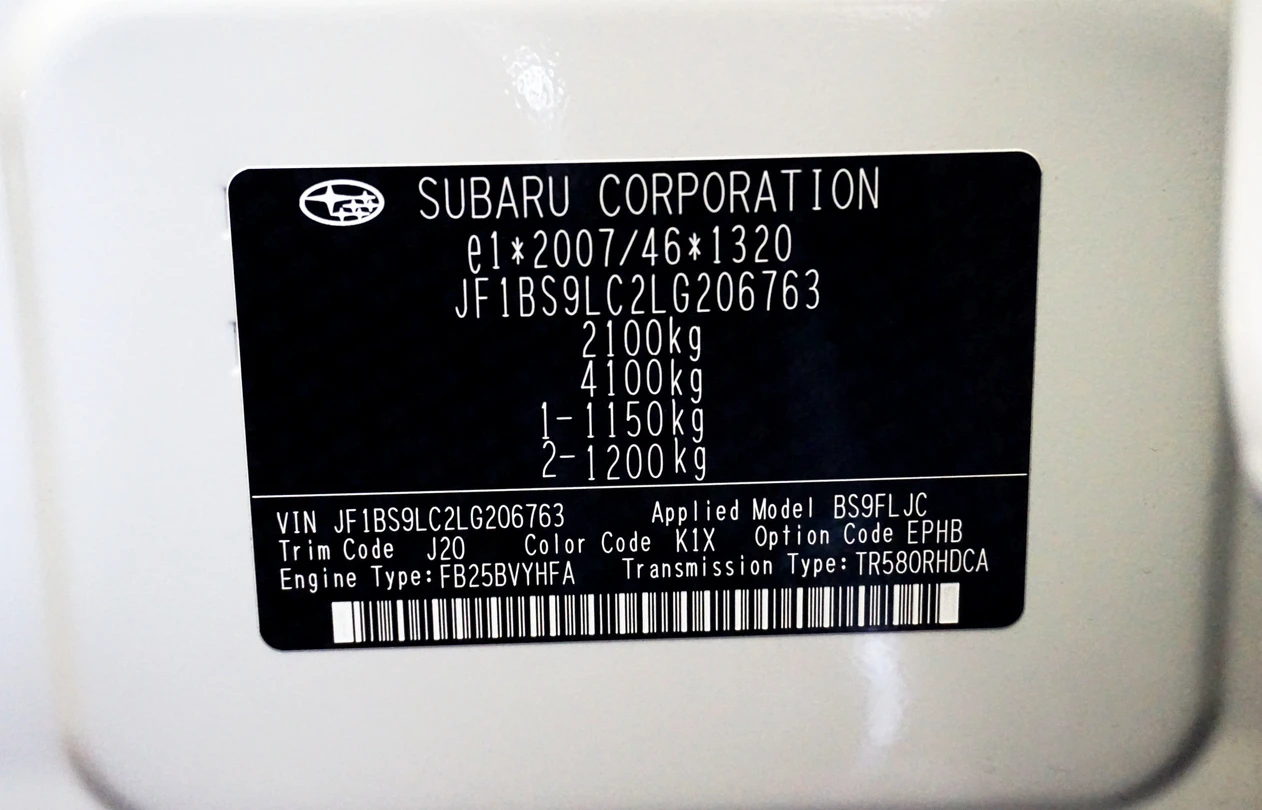 SUBARU CORPORATION
e1*2007/46*1320
JF1BS9LC2LG206763
2100kg
4100kg
1-1150kg
2-1200kg
VIN JF1BS9LC2LG206763 Applied Model BS9FLJC
Trim Code J20 Color Code K1X Option Code EPHB
Engine Type:FB25BVYHFA Transmission Type:TR580RHDCA